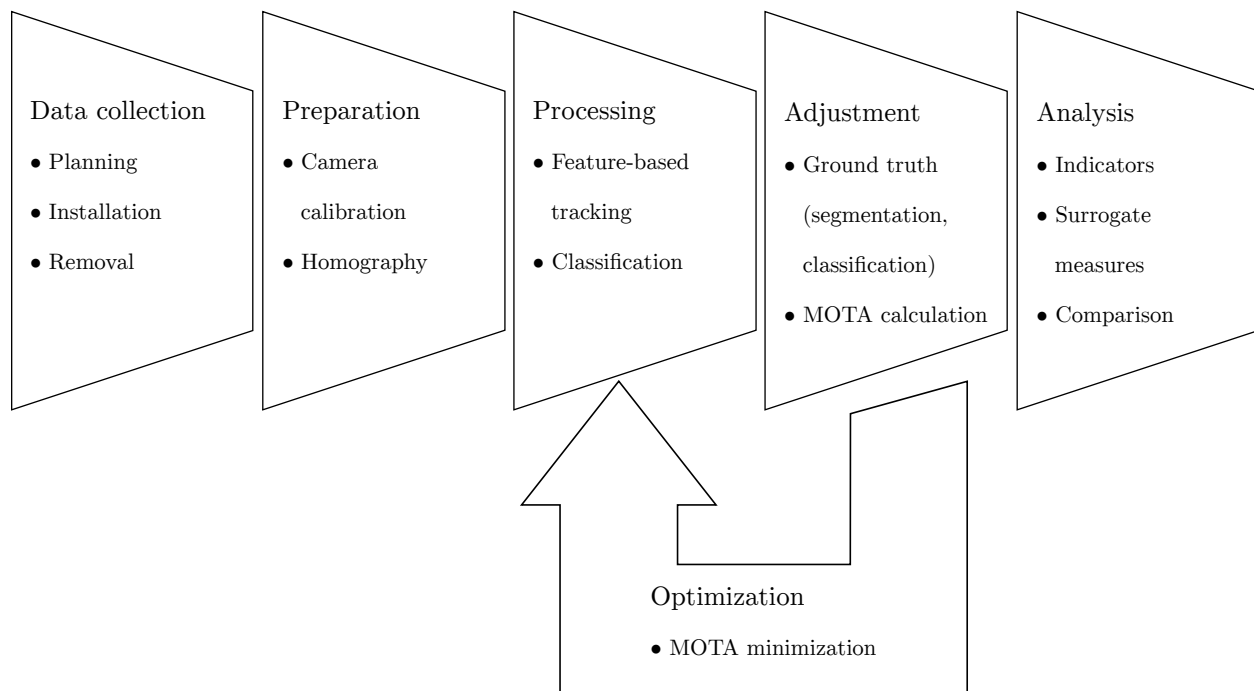 Data collection
• Planning
• Installation
• Removal
Preparation
• Camera
calibration
• Homography
Processing
• Feature-based
tracking
• Classification
Adjustment
• Ground truth
(segmentation,
classification)
• MOTA calculation
Analysis
• Indicators
• Surrogate
measures
• Comparison
Optimization
• MOTA minimization